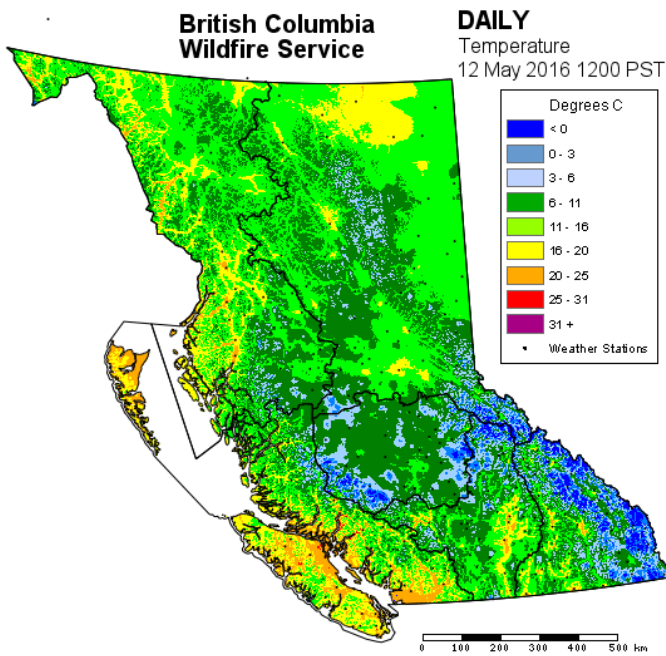 British Columbia
Wildfire Service
DAILY
Temperature
12 May 2016 1200 PST
Degrees C
< 0
0 - 3
3 - 6
6 - 11
11 - 16
16 - 20
20 - 25
25 - 31
31 +
Weather Stations
0 100 200 300 400 500 km